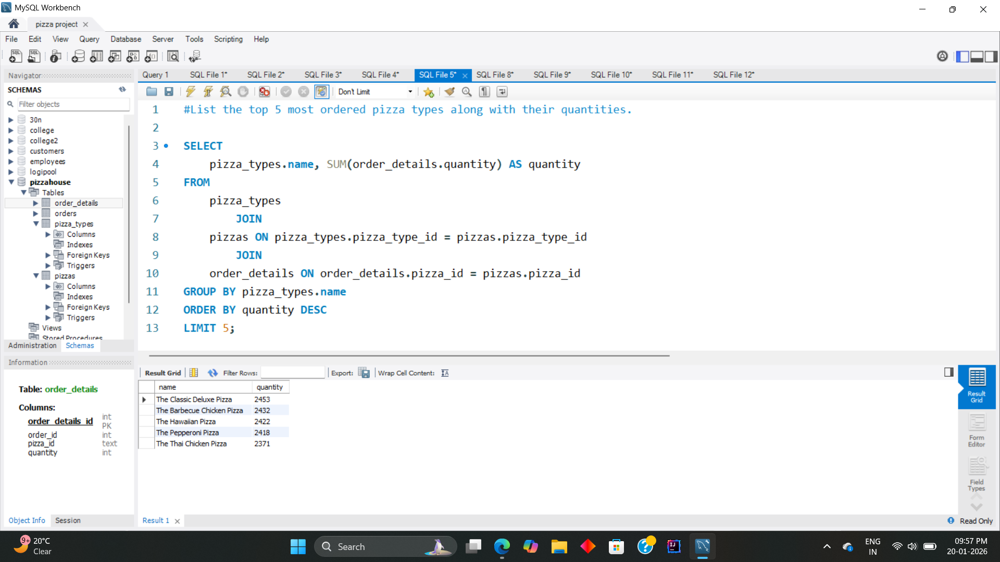 MySQL Workbench
pizza project
File Edit View Query Database Server Tools Scripting Help
Navigator
SCHEMAS
Filter objects
30n
college
college2
customers
employees
logipool
pizzahouse
Tables
order_details
orders
pizza_types
Columns
Indexes
Foreign Keys
Triggers
pizzas
Columns
Indexes
Foreign Keys
Triggers
Views
Stored Procedures
Administration Schemas
Information
Table: order_details
Columns:
order_details_id int PK
order_id int
pizza_id text
quantity int
Object Info Session
Query 1 SQL File 1* SQL File 2* SQL File 3* SQL File 4* SQL File 5* SQL File 8* SQL File 9* SQL File 10* SQL File 11* SQL File 12*
Don't Limit
1 #List the top 5 most ordered pizza types along with their quantities.
2
3 SELECT
4 pizza_types.name, SUM(order_details.quantity) AS quantity
5 FROM
6 pizza_types
7 JOIN
8 pizzas ON pizza_types.pizza_type_id = pizzas.pizza_type_id
9 JOIN
10 order_details ON order_details.pizza_id = pizzas.pizza_id
11 GROUP BY pizza_types.name
12 ORDER BY quantity DESC
13 LIMIT 5;
Result Grid Filter Rows: Export: Wrap Cell Content:
name quantity
The Classic Deluxe Pizza 2453
The Barbecue Chicken Pizza 2432
The Hawaiian Pizza 2422
The Pepperoni Pizza 2418
The Thai Chicken Pizza 2371
Result Grid
Form Editor
Field Types
Result 1
Read Only
9+ 20°C
Clear
Search
ENG
IN
09:57 PM
20-01-2026